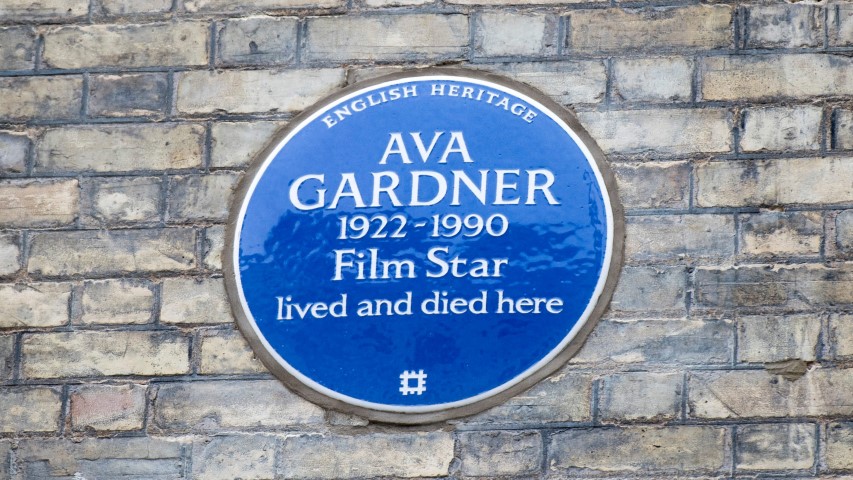 ENGLISH HERITAGE
AVA
GARDNER
1922-1990
Film Star
lived and died here